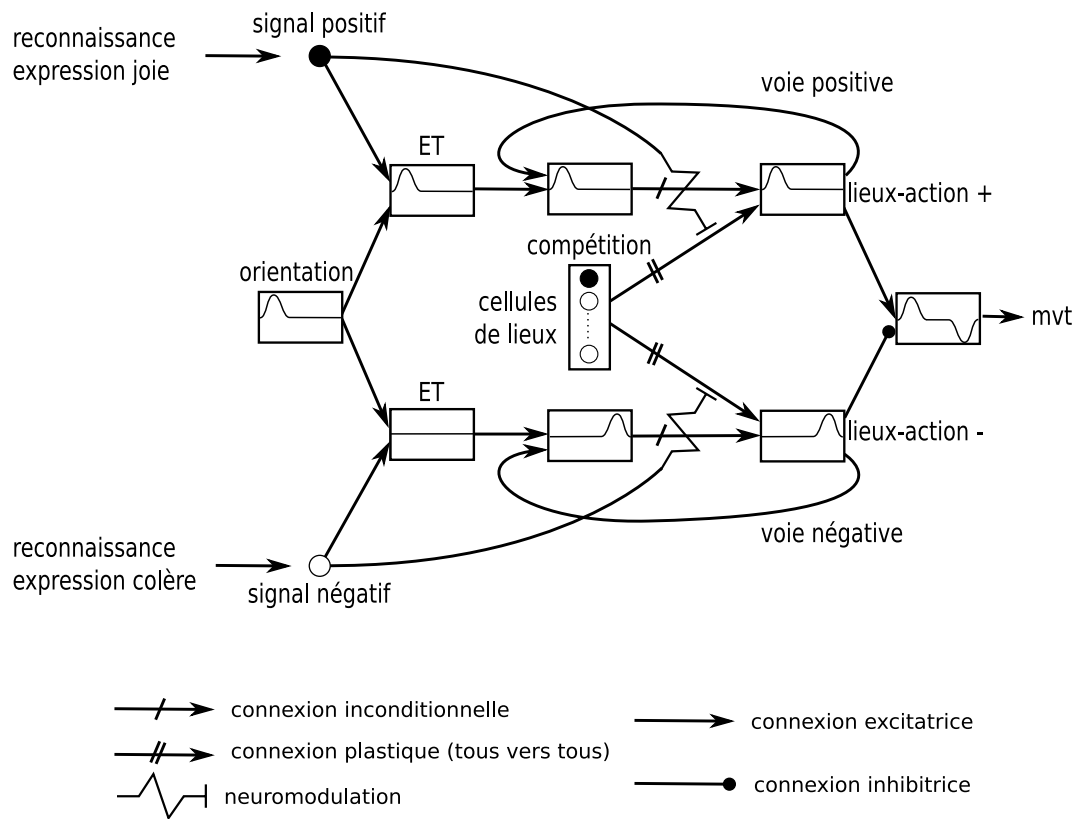 signal positif
reconnaissance
expression joie
voie positive
ET
lieux-action +
compétition
orientation
cellules
de lieux
mvt
ET
lieux-action -
voie négative
reconnaissance
expression colère
signal négatif
connexion inconditionnelle
connexion excitatrice
connexion plastique (tous vers tous)
connexion inhibitrice
neuromodulation